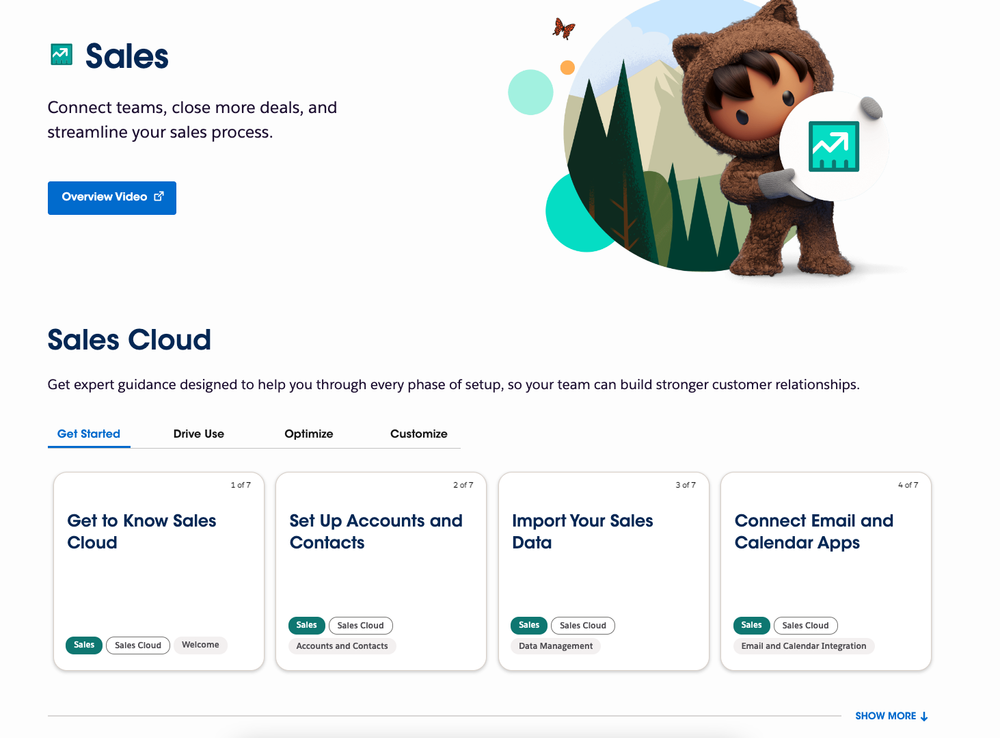 Sales
Connect teams, close more deals, and
streamline your sales process.
Overview Video
Sales Cloud
Get expert guidance designed to help you through every phase of setup, so your team can build stronger customer relationships.
Get Started
Drive Use
Optimize
Customize
1 of 7
Get to Know Sales
Cloud
Sales
Sales Cloud
Welcome
2 of 7
Set Up Accounts and
Contacts
Sales
Sales Cloud
Accounts and Contacts
3 of 7
Import Your Sales
Data
Sales
Sales Cloud
Data Management
4 of 7
Connect Email and
Calendar Apps
Sales
Sales Cloud
Email and Calendar Integration
SHOW MORE